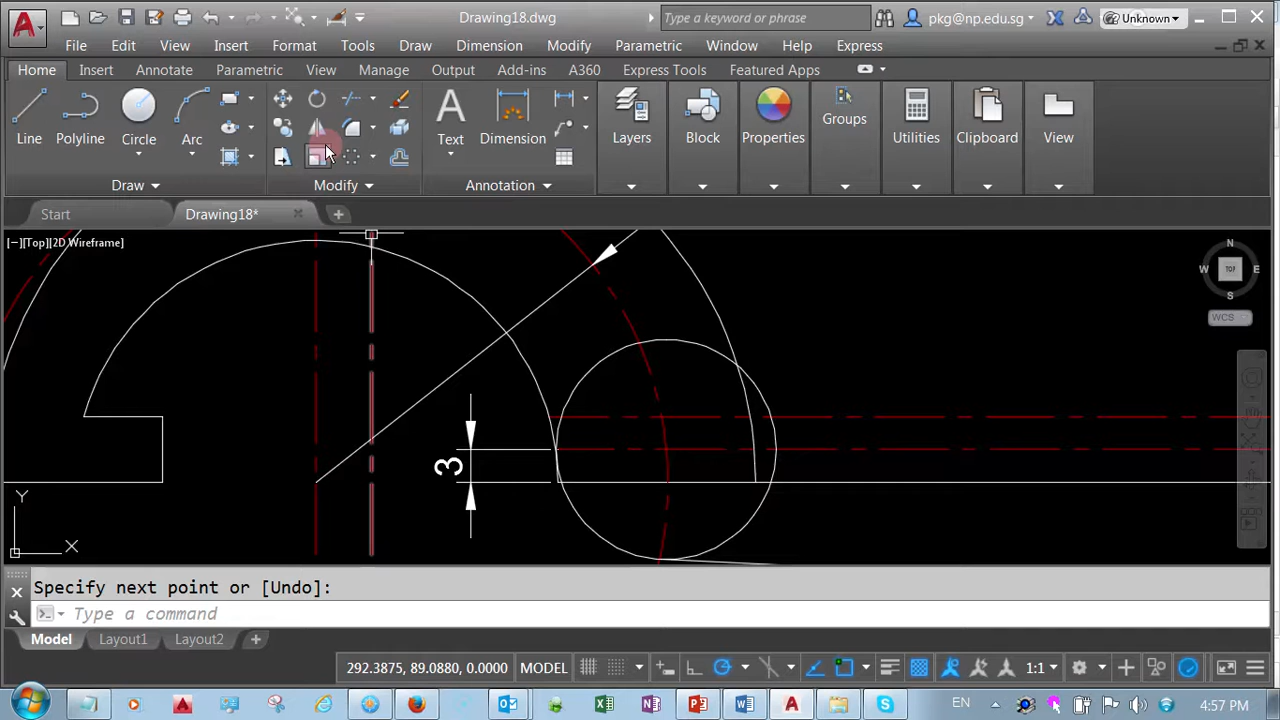 Drawing18.dwg
Type a keyword or phrase
pkg@np.edu.sg
Unknown
File Edit View Insert Format Tools Draw Dimension Modify Parametric Window Help Express
Home Insert Annotate Parametric View Manage Output Add-ins A360 Express Tools Featured Apps
Line Polyline Circle Arc Text Dimension Layers Block Properties Groups Utilities Clipboard View
Draw Modify Annotation
Start Drawing18*
[−][Top][2D Wireframe]
N
W TOP E
S
WCS
3
Y
X
Specify next point or [Undo]:
Type a command
Model Layout1 Layout2 +
292.3875, 89.0880, 0.0000 MODEL 1:1
EN 4:57 PM